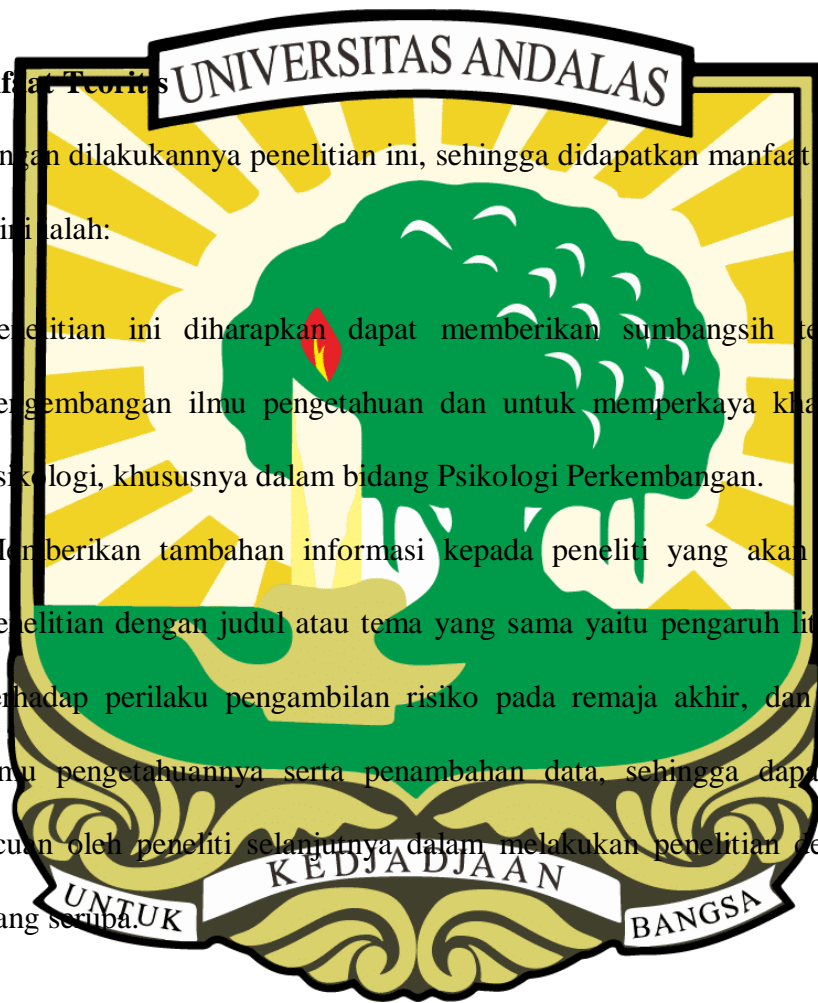 UNIVERSITAS ANDALAS
faat Teoritis
ngan dilakukannya penelitian ini, sehingga didapatkan manfaat
ini ialah:
enelitian ini diharapkan dapat memberikan sumbangsih te
engembangan ilmu pengetahuan dan untuk memperkaya kha
sikologi, khususnya dalam bidang Psikologi Perkembangan.
Memberikan tambahan informasi kepada peneliti yang akan
enelitian dengan judul atau tema yang sama yaitu pengaruh lit
erhadap perilaku pengambilan risiko pada remaja akhir, dan
mu pengetahuannya serta penambahan data, sehingga dapa
cuan oleh peneliti selanjutnya dalam melakukan penelitian de
ang serupa.
UNTUK KEDJADJAAN BANGSA